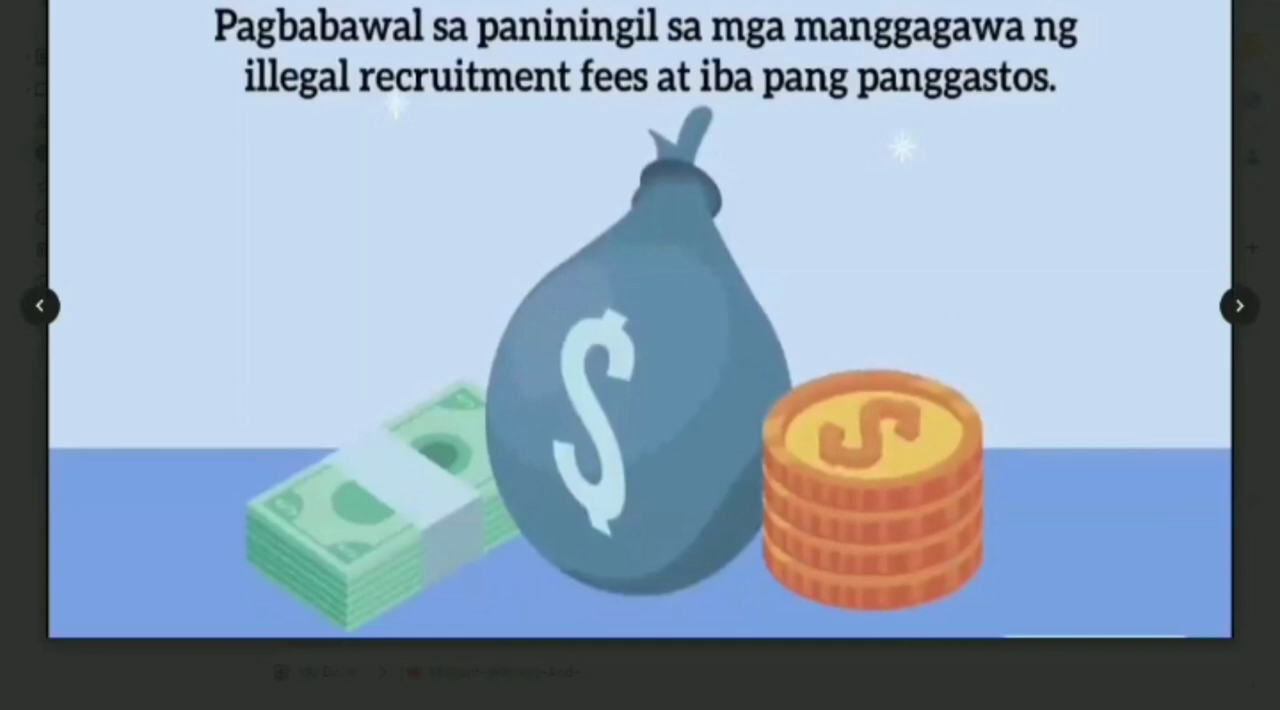 Pagbabawal sa paniningil sa mga manggagawa ng
illegal recruitment fees at iba pang panggastos.